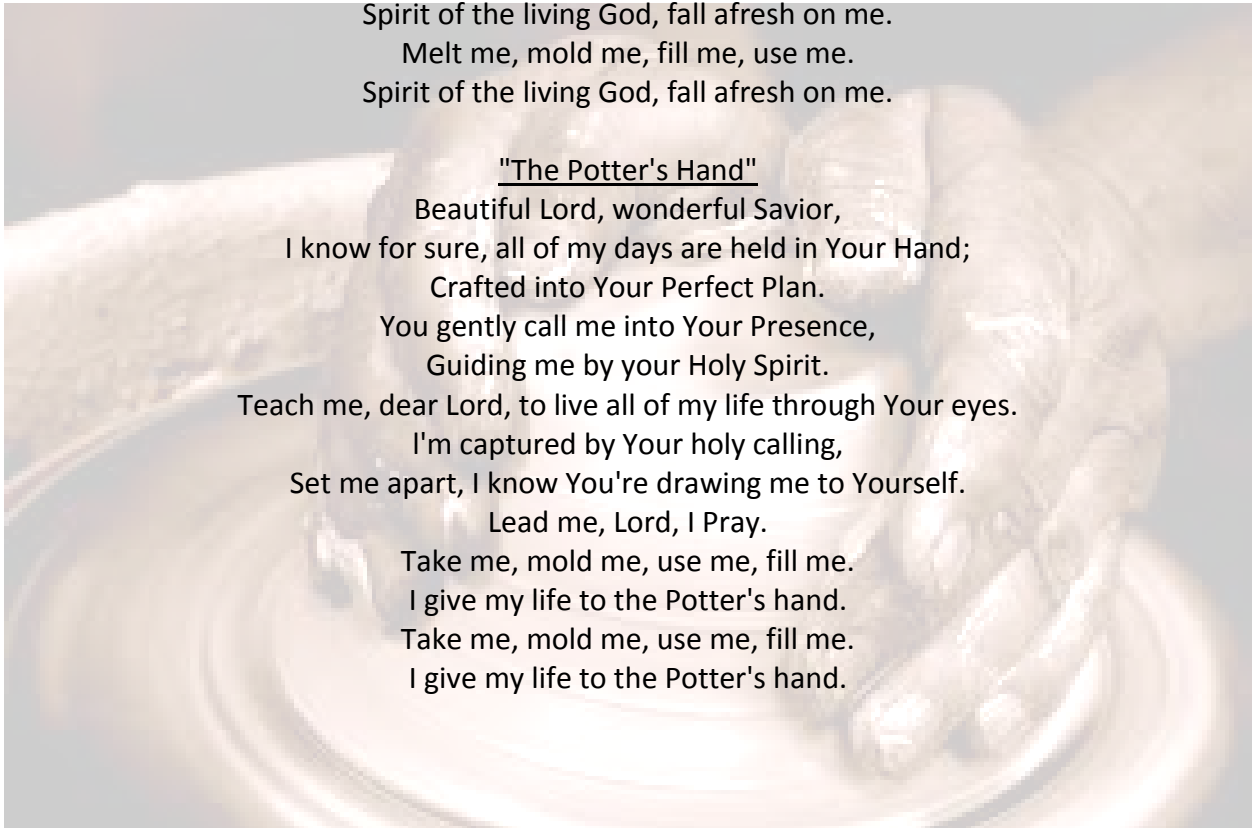 Spirit of the living God, fall afresh on me.
Melt me, mold me, fill me, use me.
Spirit of the living God, fall afresh on me.
"The Potter's Hand"
Beautiful Lord, wonderful Savior,
I know for sure, all of my days are held in Your Hand;
Crafted into Your Perfect Plan.
You gently call me into Your Presence,
Guiding me by your Holy Spirit.
Teach me, dear Lord, to live all of my life through Your eyes.
I'm captured by Your holy calling,
Set me apart, I know You're drawing me to Yourself.
Lead me, Lord, I Pray.
Take me, mold me, use me, fill me.
I give my life to the Potter's hand.
Take me, mold me, use me, fill me.
I give my life to the Potter's hand.